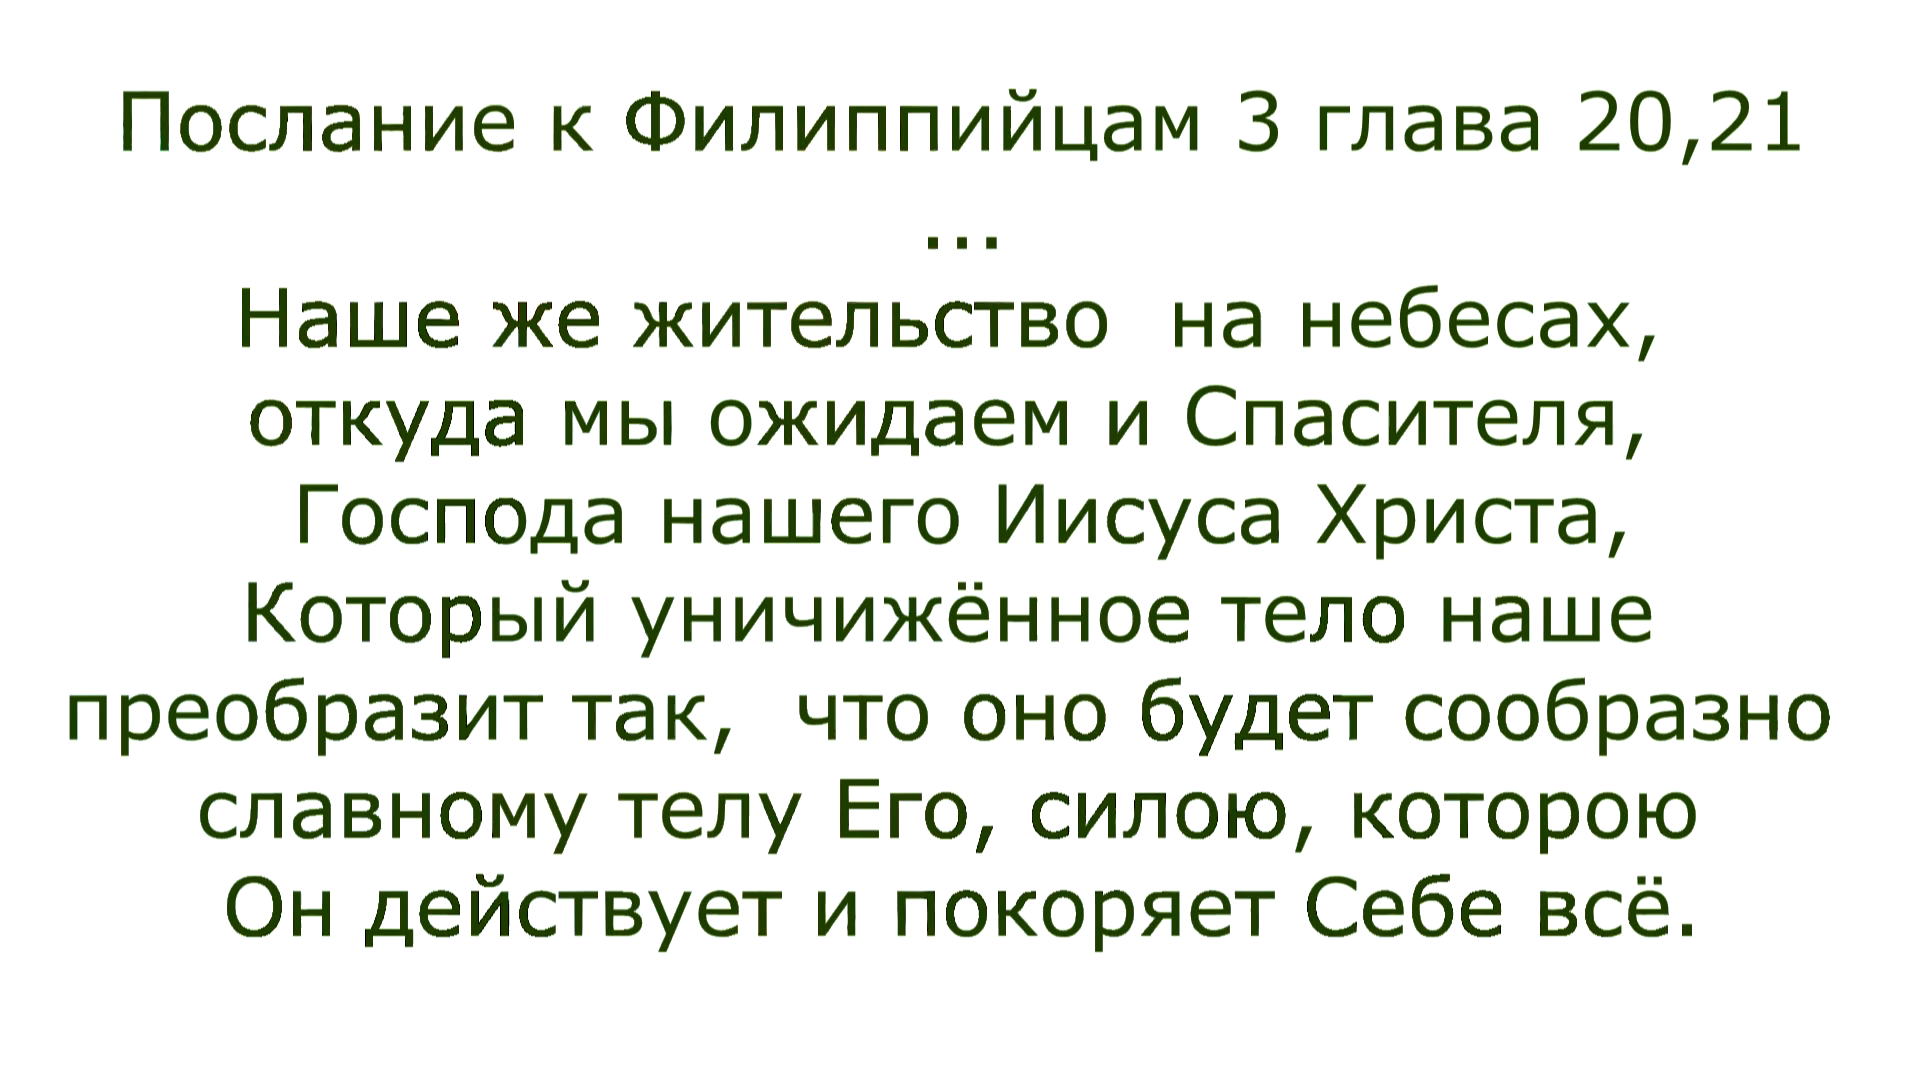 Послание к Филиппийцам 3 глава 20,21
...
Наше же жительство  на небесах,
откуда мы ожидаем и Спасителя,
Господа нашего Иисуса Христа,
Который уничижённое тело наше
преобразит так,  что оно будет сообразно
славному телу Его, силою, которою
Он действует и покоряет Себе всё.